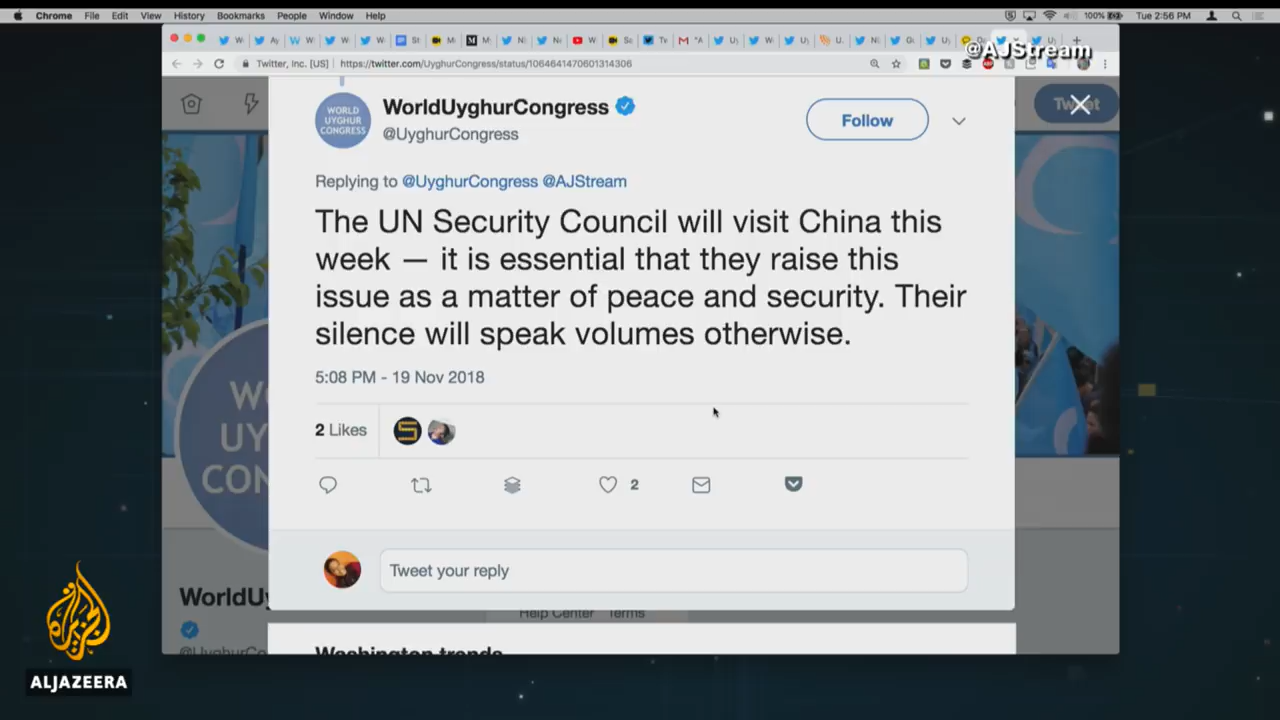 Chrome File Edit View History Bookmarks People Window Help
100% Tue 2:56 PM
@AJStream
Twitter, Inc. [US] https://twitter.com/UyghurCongress/status/1064641470601314306
WORLD
UYGHUR
CONGRESS
WorldUyghurCongress
@UyghurCongress
Follow
Tweet
Replying to @UyghurCongress @AJStream
The UN Security Council will visit China this
week — it is essential that they raise this
issue as a matter of peace and security. Their
silence will speak volumes otherwise.
5:08 PM - 19 Nov 2018
2 Likes
2
Tweet your reply
WorldU
Help Center Terms
@UyghurCo
Washington trends
ALJAZEERA